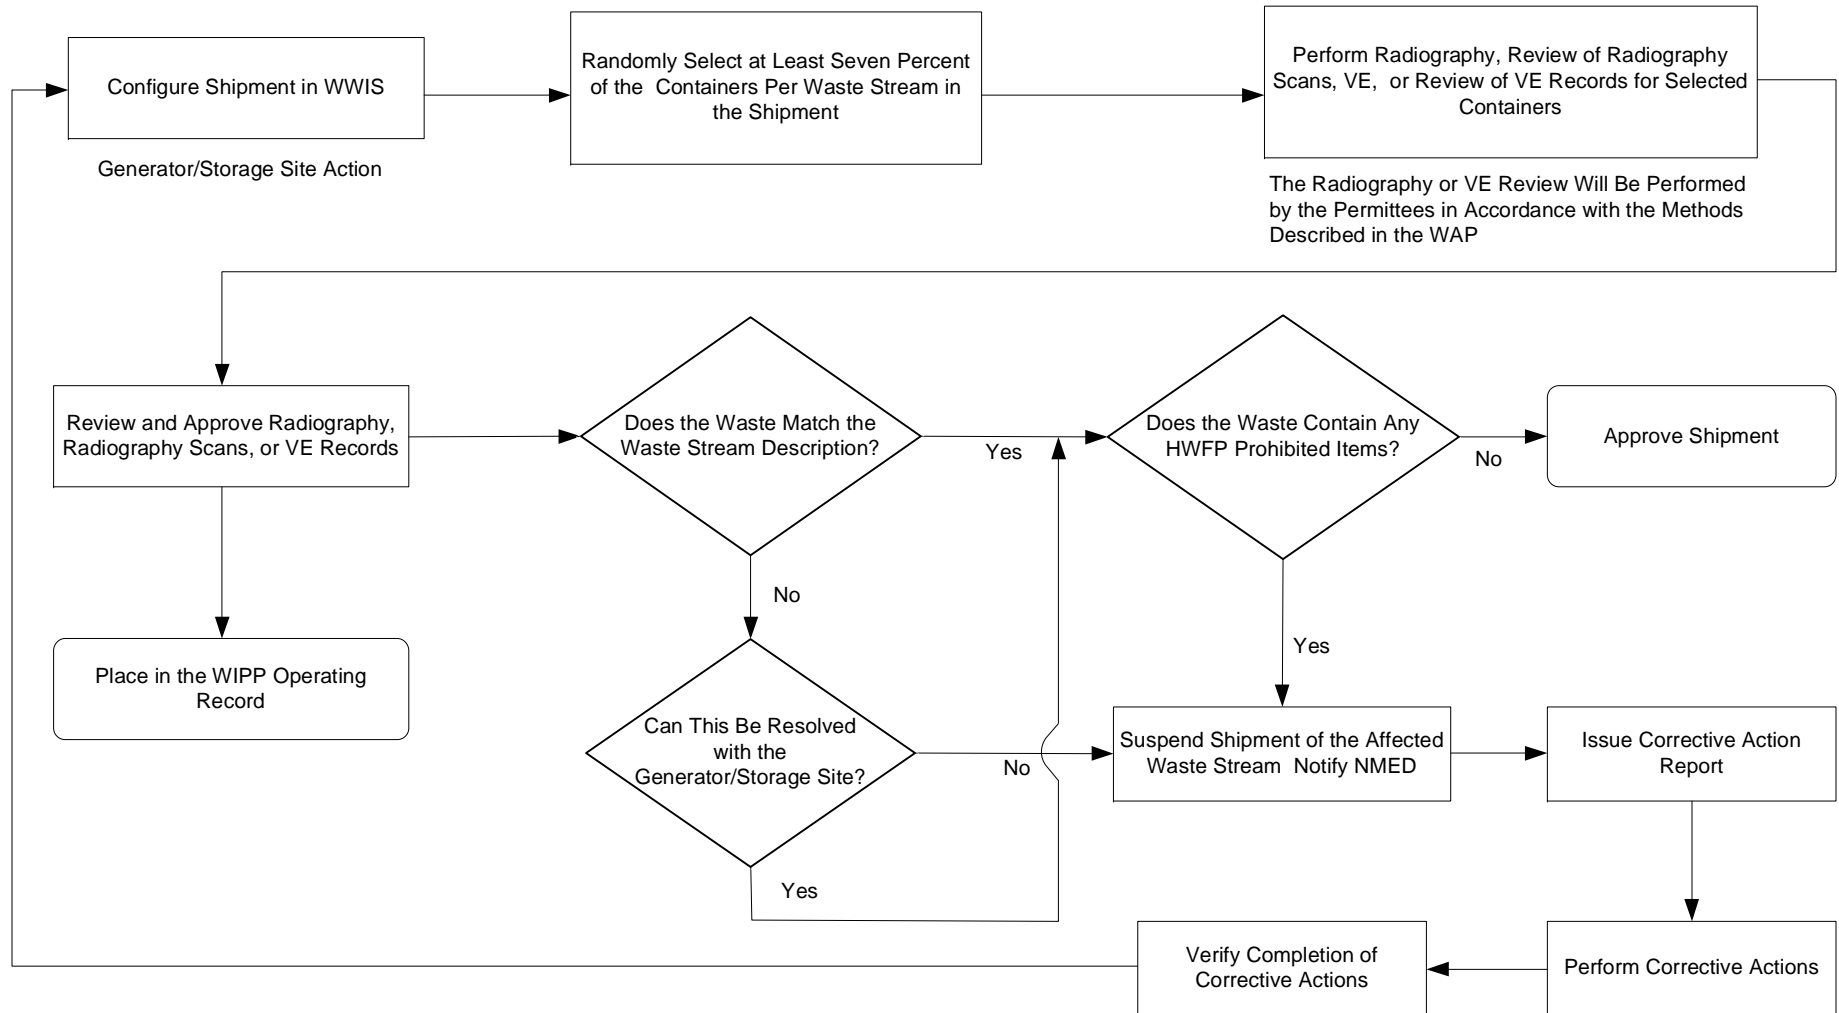 Configure Shipment in WWIS
Generator/Storage Site Action
Randomly Select at Least Seven Percent
of the Containers Per Waste Stream in
the Shipment
Perform Radiography, Review of Radiography
Scans, VE, or Review of VE Records for Selected
Containers
The Radiography or VE Review Will Be Performed
by the Permittees in Accordance with the Methods
Described in the WAP
Review and Approve Radiography,
Radiography Scans, or VE Records
Does the Waste Match the
Waste Stream Description?
Yes
Does the Waste Contain Any
HWFP Prohibited Items?
No
Approve Shipment
No
Yes
Place in the WIPP Operating
Record
Can This Be Resolved
with the
Generator/Storage Site?
No
Suspend Shipment of the Affected
Waste Stream Notify NMED
Issue Corrective Action
Report
Yes
Verify Completion of
Corrective Actions
Perform Corrective Actions